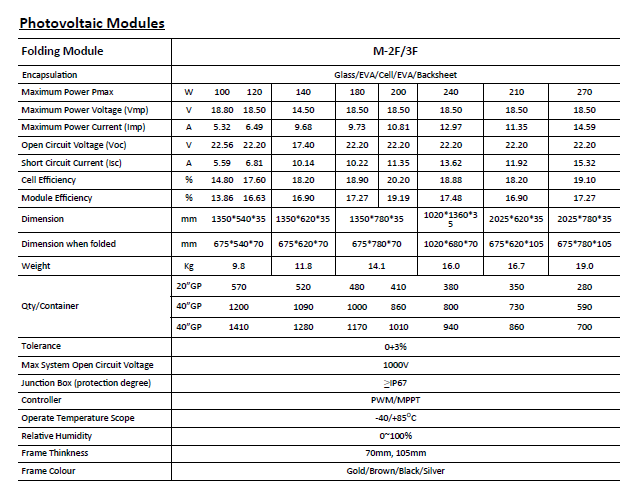 Photovoltaic Modules
Folding Module M-2F/3F
Encapsulation Glass/EVA/Cell/EVA/Backsheet
Maximum Power Pmax W 100 120 140 180 200 240 210 270
Maximum Power Voltage (Vmp) V 18.80 18.50 14.50 18.50 18.50 18.50 18.50 18.50
Maximum Power Current (Imp) A 5.32 6.49 9.68 9.73 10.81 12.97 11.35 14.59
Open Circuit Voltage (Voc) V 22.56 22.20 17.40 22.20 22.20 22.20 22.20 22.20
Short Circuit Current (Isc) A 5.59 6.81 10.14 10.22 11.35 13.62 11.92 15.32
Cell Efficiency % 14.80 17.60 18.20 18.90 20.20 18.88 18.20 19.10
Module Efficiency % 13.86 16.63 16.90 17.27 19.19 17.48 16.90 17.27
Dimension mm 1350*540*35 1350*620*35 1350*780*35 1020*1360*3
5 2025*620*35 2025*780*35
Dimension when folded mm 675*540*70 675*620*70 675*780*70 1020*680*70 675*620*105 675*780*105
Weight Kg 9.8 11.8 14.1 16.0 16.7 19.0
20”GP 570 520 480 410 380 350 280
Qty/Container 40”GP 1200 1090 1000 860 800 730 590
40”GP 1410 1280 1170 1010 940 860 700
Tolerance 0+3%
Max System Open Circuit Voltage 1000V
Junction Box (protection degree) ≥IP67
Controller PWM/MPPT
Operate Temperature Scope -40/+85°C
Relative Humidity 0~100%
Frame Thinkness 70mm, 105mm
Frame Colour Gold/Brown/Black/Silver